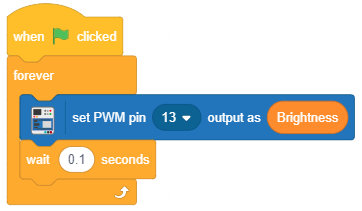 when clicked
forever
set PWM pin 13 output as Brightness
wait 0.1 seconds